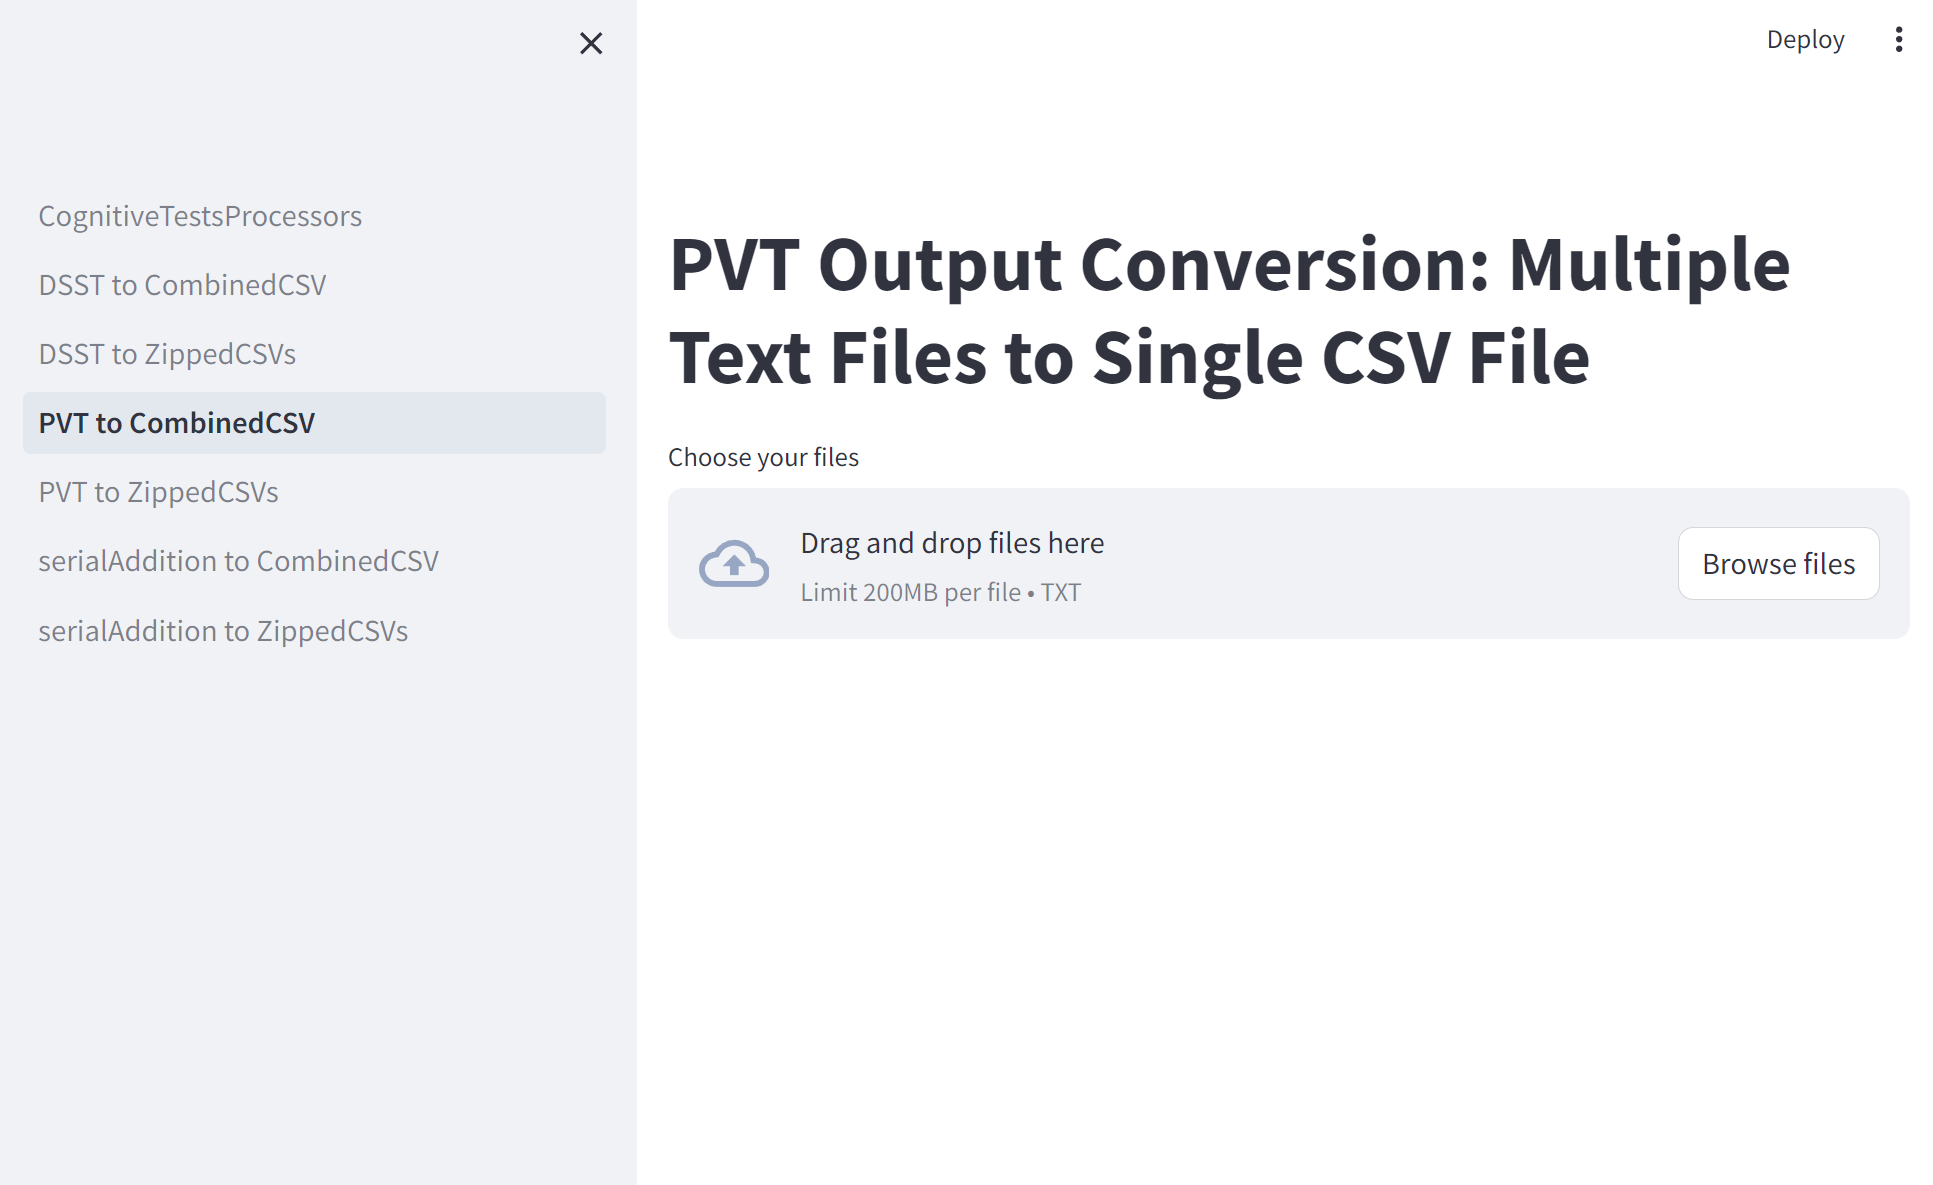 Deploy
CognitiveTestsProcessors
DSST to CombinedCSV
DSST to ZippedCSVs
PVT to CombinedCSV
PVT to ZippedCSVs
serialAddition to CombinedCSV
serialAddition to ZippedCSVs
PVT Output Conversion: Multiple
Text Files to Single CSV File
Choose your files
Drag and drop files here
Limit 200MB per file • TXT
Browse files